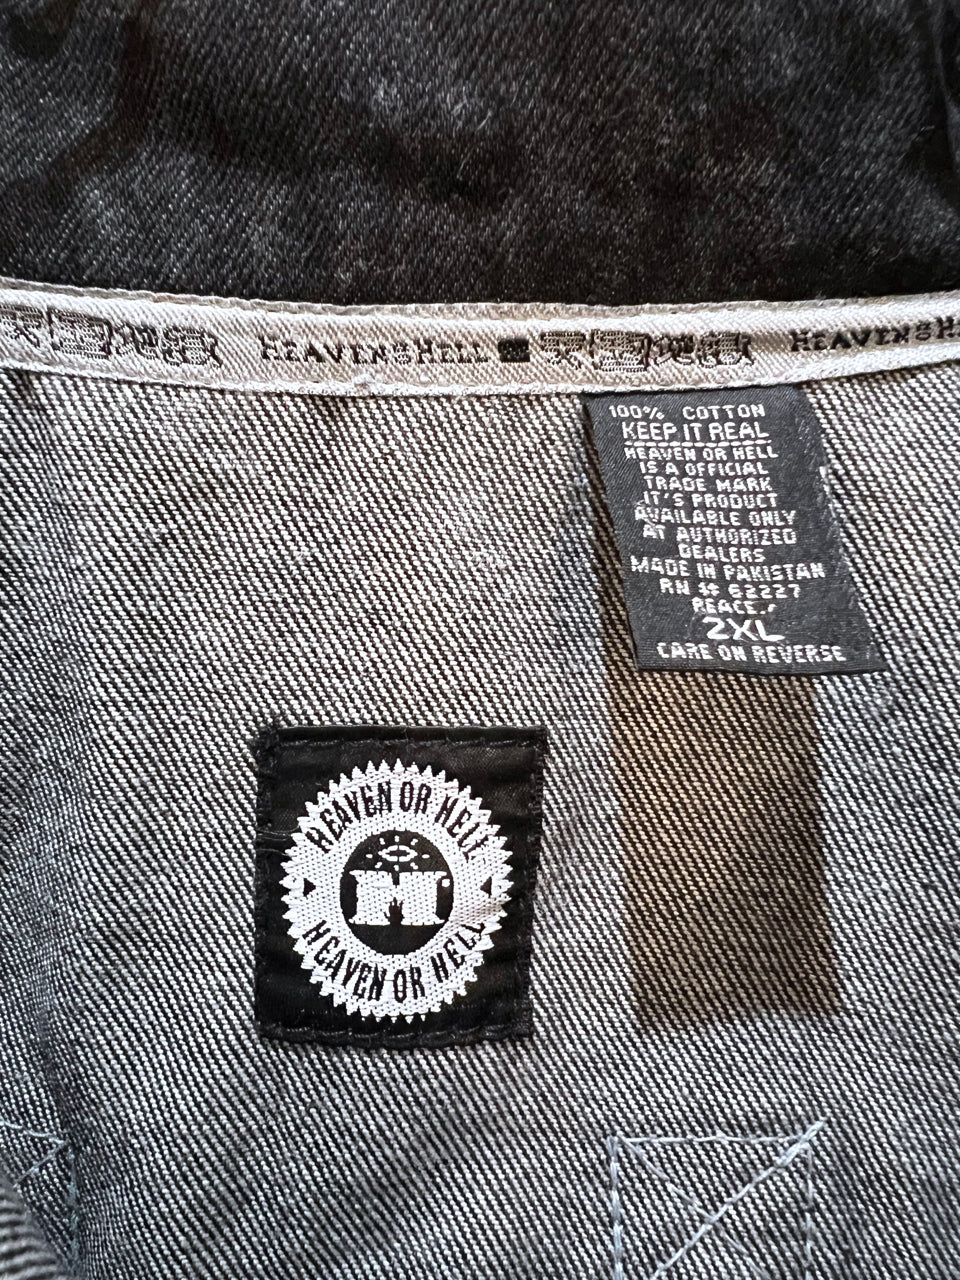 HEAVEN & HELL
HEAVEN & HE
100% COTTON
KEEP IT REAL
HEAVEN OR HELL
IS A OFFICIAL
TRADE MARK
IT'S PRODUCT
AVAILABLE ONLY
AT AUTHORIZED
DEALERS
MADE IN PAKISTAN
RN # 62227
PEACE.
2XL
CARE ON REVERSE
HEAVEN OR HELL
M
HEAVEN OR HELL